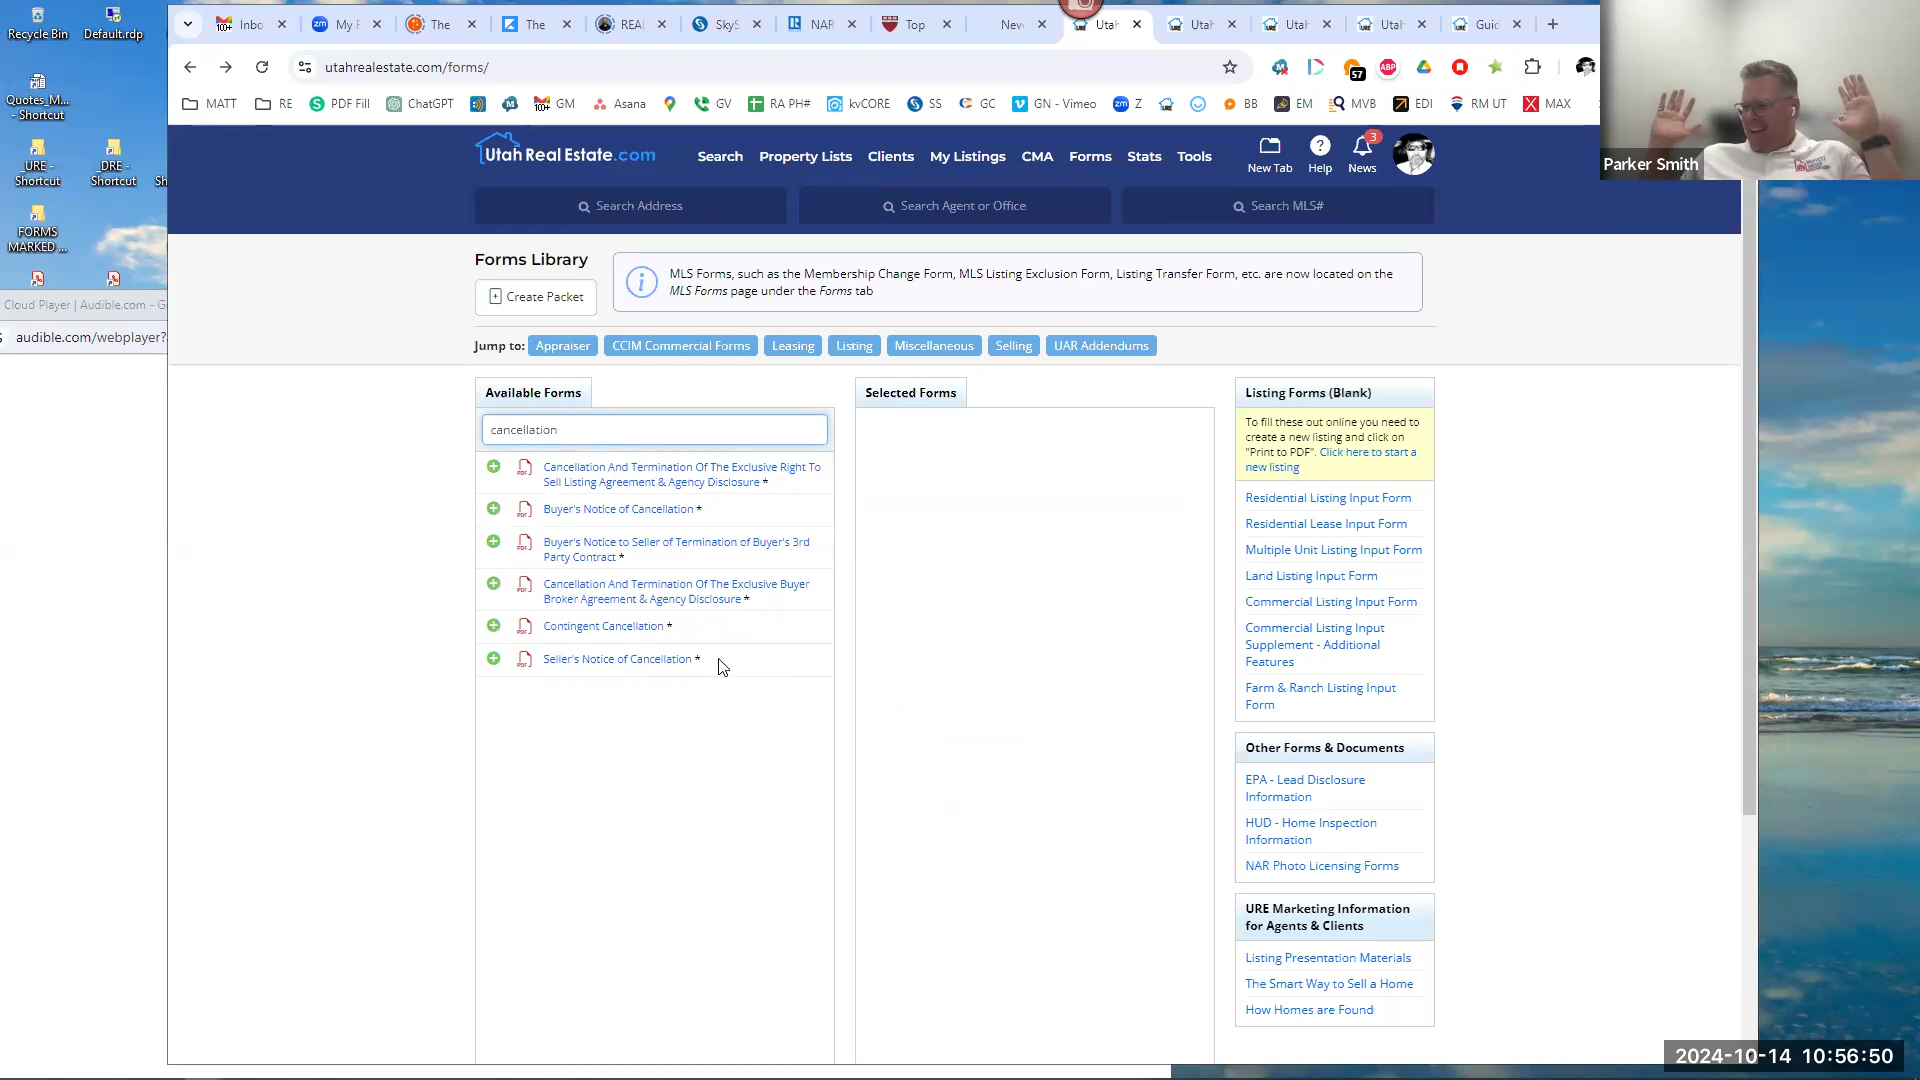 Recycle Bin
Default.rdp
Quotes_M...
- Shortcut
_URE -
Shortcut
_DRE -
Shortcut
Sh
FORMS
MARKED ...
Cloud Player | Audible.com - G
audible.com/webplayer?
Inbo
My F
The
The
REAL
SkyS
NAR
Top
Neve
Utah
Utah
Utah
Utah
Guid
utahrealestate.com/forms/
57
ABP
MATT
RE
PDF Fill
ChatGPT
GM
Asana
GV
RA PH#
kvCORE
SS
GC
GN - Vimeo
Z
BB
EM
MVB
EDI
RM UT
MAX
Parker Smith
UtahRealEstate.com
Search
Property Lists
Clients
My Listings
CMA
Forms
Stats
Tools
New Tab
Help
3
News
Search Address
Search Agent or Office
Search MLS#
Forms Library
Create Packet
MLS Forms, such as the Membership Change Form, MLS Listing Exclusion Form, Listing Transfer Form, etc. are now located on the
MLS Forms page under the Forms tab
Jump to:
Appraiser
CCIM Commercial Forms
Leasing
Listing
Miscellaneous
Selling
UAR Addendums
Available Forms
cancellation
Cancellation And Termination Of The Exclusive Right To
Sell Listing Agreement & Agency Disclosure *
Buyer's Notice of Cancellation *
Buyer's Notice to Seller of Termination of Buyer's 3rd
Party Contract *
Cancellation And Termination Of The Exclusive Buyer
Broker Agreement & Agency Disclosure *
Contingent Cancellation *
Seller's Notice of Cancellation *
Selected Forms
Listing Forms (Blank)
To fill these out online you need to
create a new listing and click on
"Print to PDF". Click here to start a
new listing
Residential Listing Input Form
Residential Lease Input Form
Multiple Unit Listing Input Form
Land Listing Input Form
Commercial Listing Input Form
Commercial Listing Input
Supplement - Additional
Features
Farm & Ranch Listing Input
Form
Other Forms & Documents
EPA - Lead Disclosure
Information
HUD - Home Inspection
Information
NAR Photo Licensing Forms
URE Marketing Information
for Agents & Clients
Listing Presentation Materials
The Smart Way to Sell a Home
How Homes are Found
2024-10-14 10:56:50